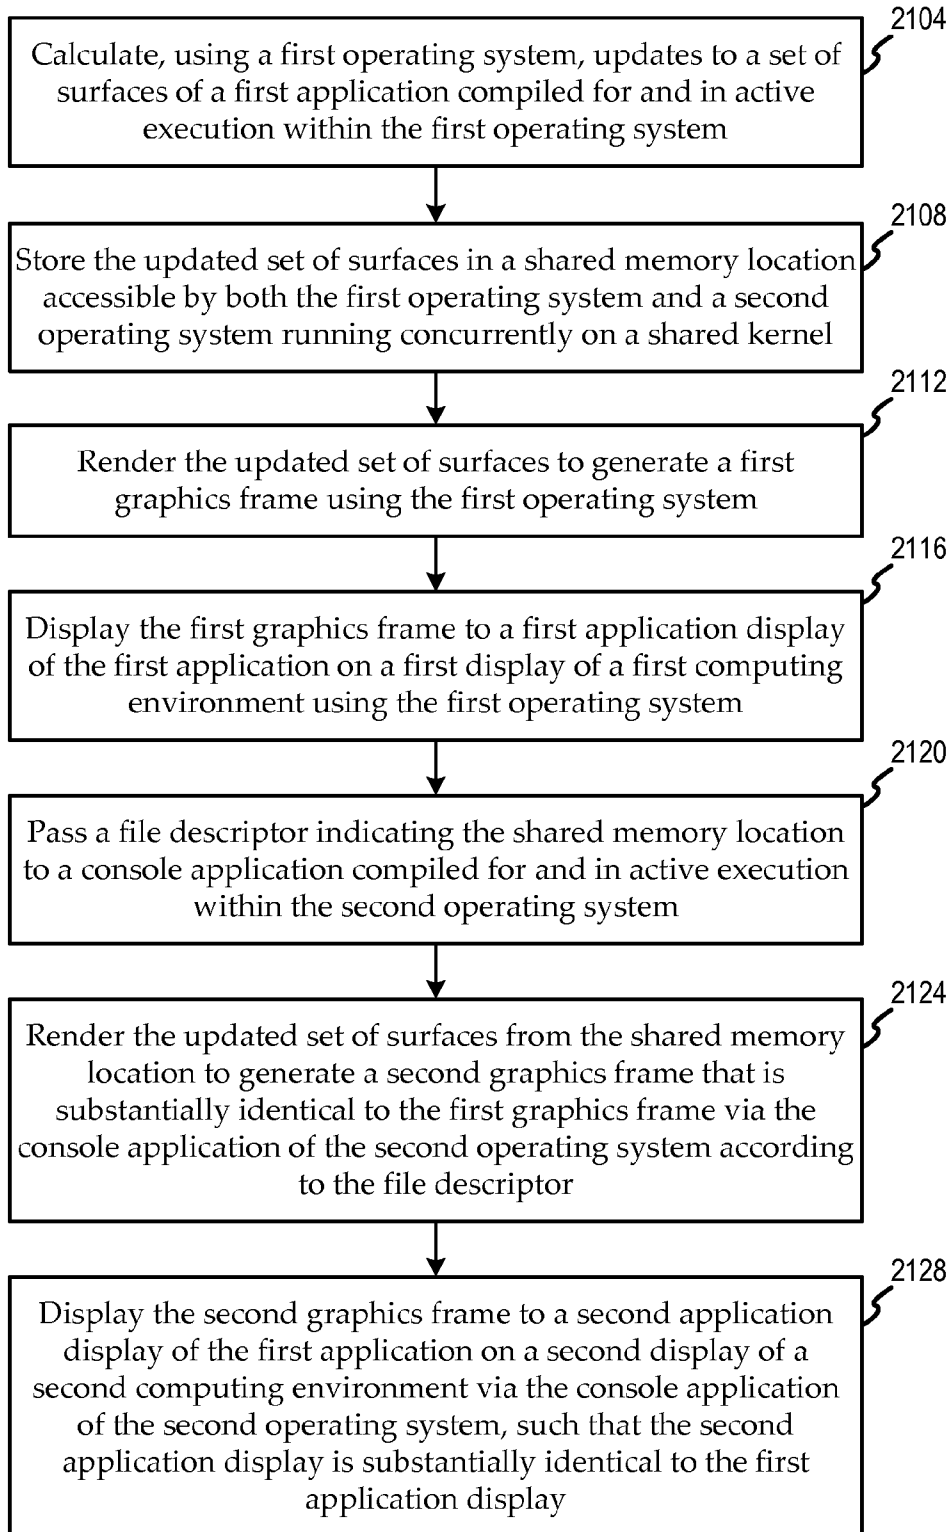 2104
Calculate, using a first operating system, updates to a set of
surfaces of a first application compiled for and in active
execution within the first operating system
2108
Store the updated set of surfaces in a shared memory location
accessible by both the first operating system and a second
operating system running concurrently on a shared kernel
2112
Render the updated set of surfaces to generate a first
graphics frame using the first operating system
2116
Display the first graphics frame to a first application display
of the first application on a first display of a first computing
environment using the first operating system
2120
Pass a file descriptor indicating the shared memory location
to a console application compiled for and in active execution
within the second operating system
2124
Render the updated set of surfaces from the shared memory
location to generate a second graphics frame that is
substantially identical to the first graphics frame via the
console application of the second operating system according
to the file descriptor
2128
Display the second graphics frame to a second application
display of the first application on a second display of a
second computing environment via the console application
of the second operating system, such that the second
application display is substantially identical to the first
application display